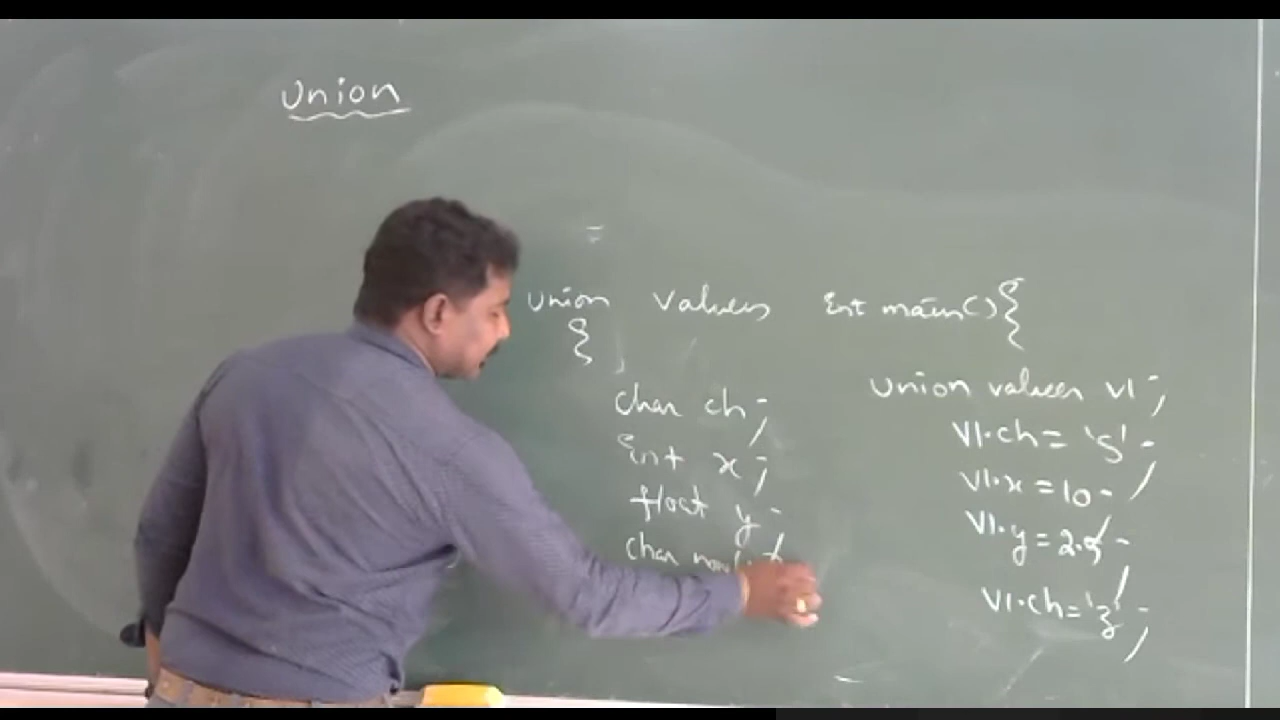 Union
union values
{
char ch;
int x;
float y;
char
int main() {
union values v1;
v1.ch = 's';
v1.x = 10;
v1.y = 2.5;
v1.ch = 'z';